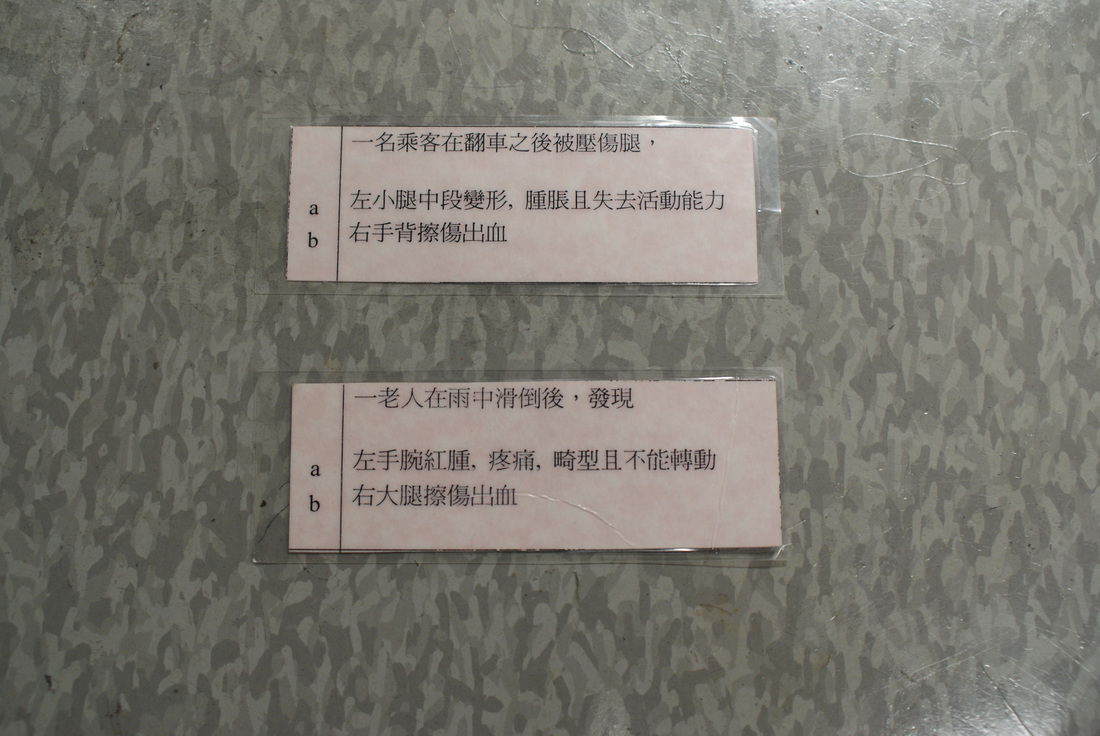 一名乘客在翻車之後被壓傷腿，
a 左小腿中段變形, 腫脹且失去活動能力
b 右手背擦傷出血
一老人在雨中滑倒後，發現
a 左手腕紅腫, 疼痛, 畸型且不能轉動
b 右大腿擦傷出血